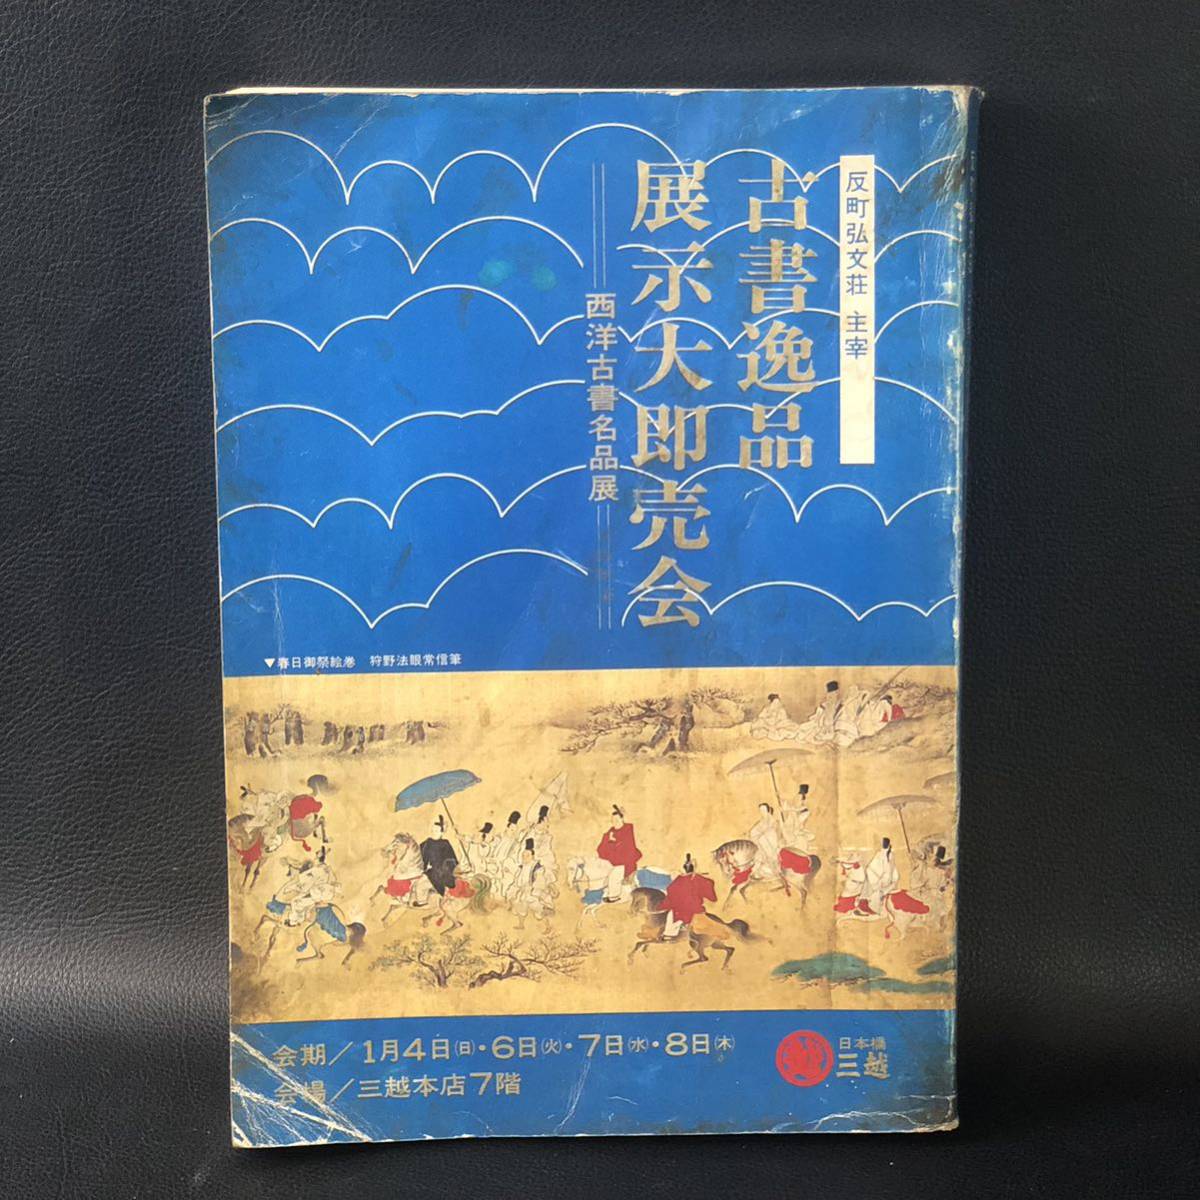 反町弘文荘 主宰
古書逸品
展示大即売会
西洋古書名品展
▼春日御祭絵巻 狩野法眼常信筆
会期/1月4日(日)・6日(火)・7日(水)・8日(木)
会場/三越本店7階
日本橋
三越